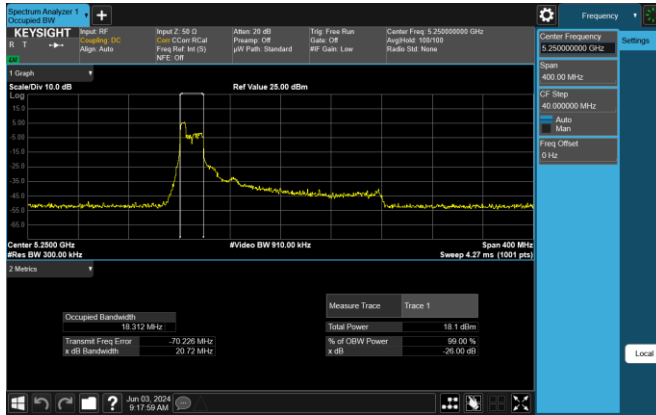 Spectrum Analyzer 1
Occupied BW
Frequency
KEYSIGHT
R T
Input: RF
Coupling: DC
Align: Auto
Input Z: 50 Ω
Corr CCorr RCal
Freq Ref: Int (S)
NFE: Off
Atten: 20 dB
Preamp: Off
µW Path: Standard
Trig: Free Run
Gate: Off
#IF Gain: Low
Center Freq: 5.250000000 GHz
Avg|Hold: 100/100
Radio Std: None
Center Frequency
5.250000000 GHz
Settings
Span
400.00 MHz
CF Step
40.000000 MHz
Auto
Man
Freq Offset
0 Hz
1 Graph
Scale/Div 10.0 dB
Ref Value 25.00 dBm
Log
15.0
5.00
-5.00
-15.0
-25.0
-35.0
-45.0
-55.0
-65.0
Center 5.2500 GHz
#Video BW 910.00 kHz
Span 400 MHz
#Res BW 300.00 kHz
Sweep 4.27 ms (1001 pts)
2 Metrics
Measure Trace Trace 1
Occupied Bandwidth
18.312 MHz
Total Power 18.1 dBm
Transmit Freq Error -70.226 MHz
% of OBW Power 99.00 %
x dB Bandwidth 20.72 MHz
x dB -26.00 dB
Local
Jun 03, 2024
9:17:59 AM